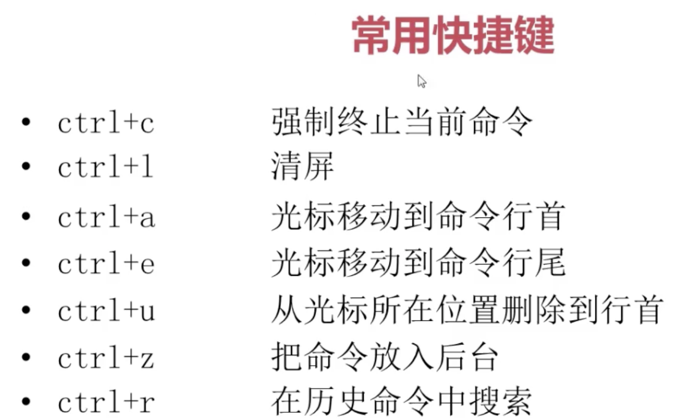 常用快捷键
• ctrl+c 强制终止当前命令
• ctrl+l 清屏
• ctrl+a 光标移动到命令行首
• ctrl+e 光标移动到命令行尾
• ctrl+u 从光标所在位置删除到行首
• ctrl+z 把命令放入后台
• ctrl+r 在历史命令中搜索